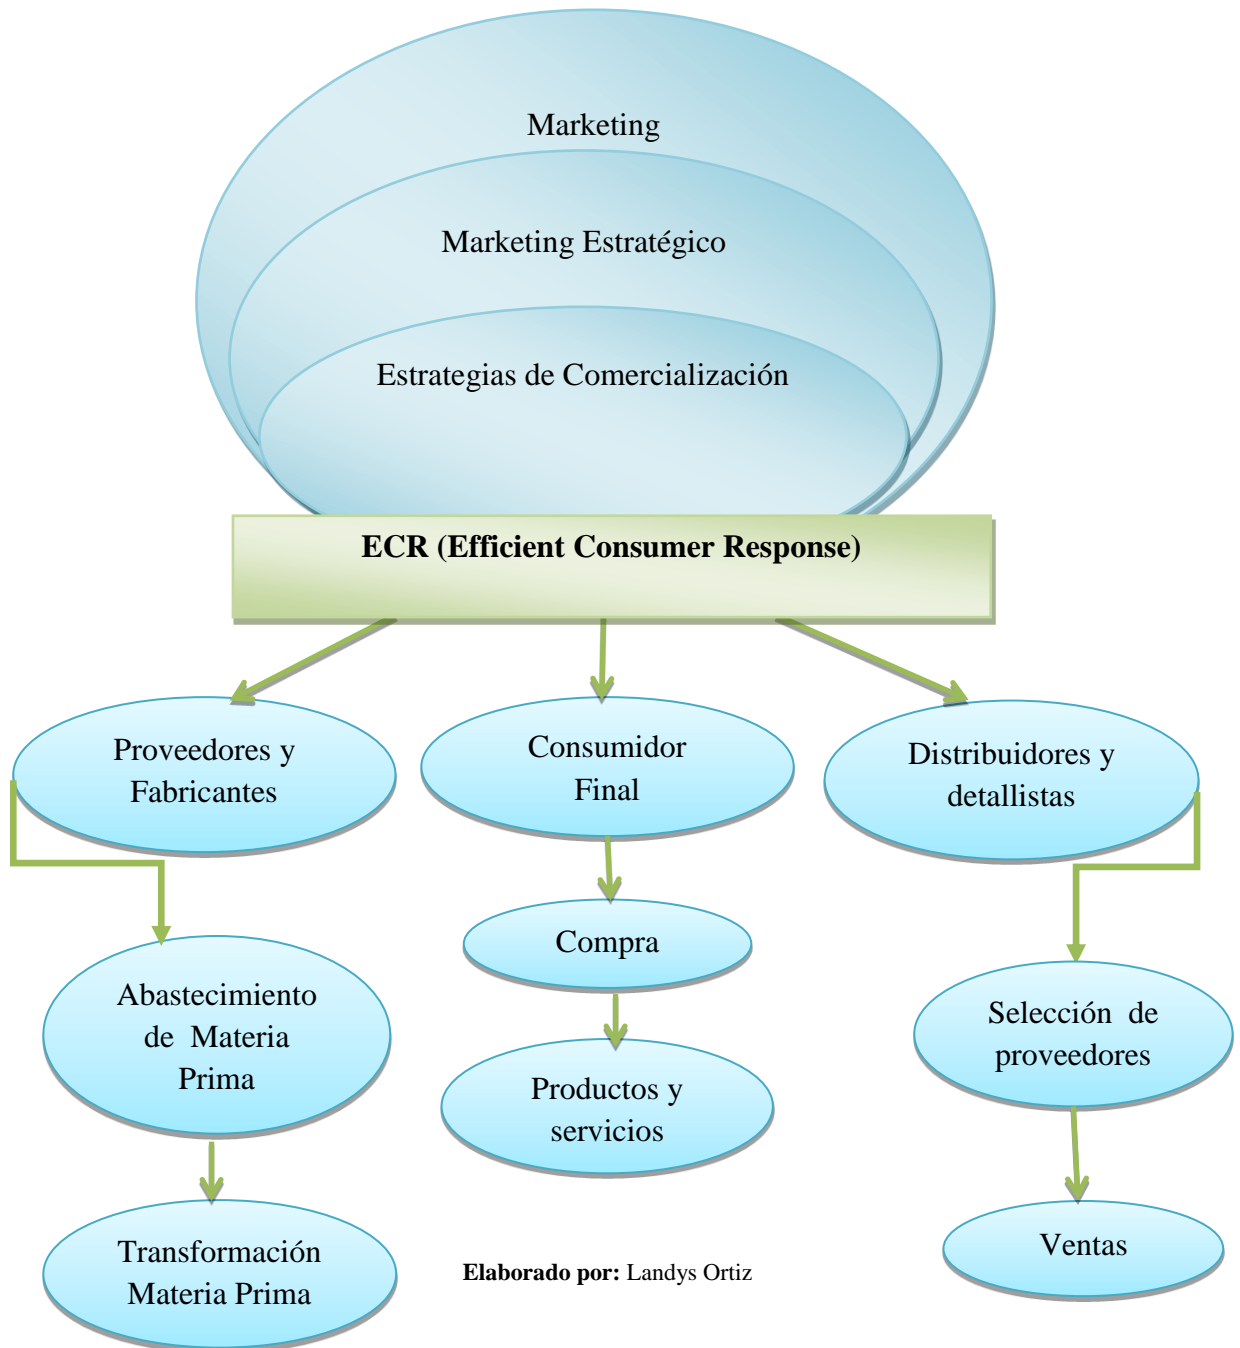 Marketing
Marketing Estratégico
Estrategias de Comercialización
ECR (Efficient Consumer Response)
Proveedores y
Fabricantes
Consumidor
Final
Distribuidores y
detallistas
Abastecimiento
de Materia
Prima
Compra
Selección de
proveedores
Productos y
servicios
Transformación
Materia Prima
Ventas
Elaborado por: Landys Ortiz